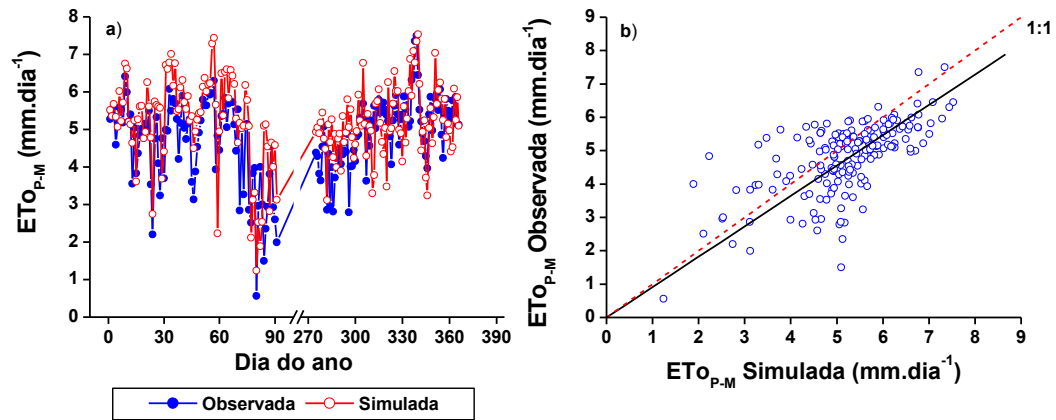 a)
ETo_P-M (mm.dia^-1)
8
7
6
5
4
3
2
1
0
0 30 60 90 270 300 330 360 390
Dia do ano
Observada Simulada
b)
1:1
ETo_P-M Observada (mm.dia^-1)
9
8
7
6
5
4
3
2
1
0
0 1 2 3 4 5 6 7 8 9
ETo_P-M Simulada (mm.dia^-1)